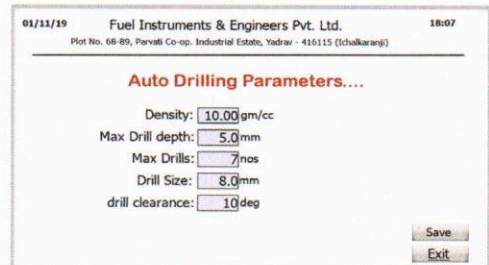 01/11/19 Fuel Instruments & Engineers Pvt. Ltd. 18:07
Plot No. 68-89, Parvati Co-op. Industrial Estate, Yadrav - 416115 (Ichalkaranji)
Auto Drilling Parameters....
Density: 10.00 gm/cc
Max Drill depth: 5.0 mm
Max Drills: 7 nos
Drill Size: 8.0 mm
drill clearance: 10 deg
Save
Exit